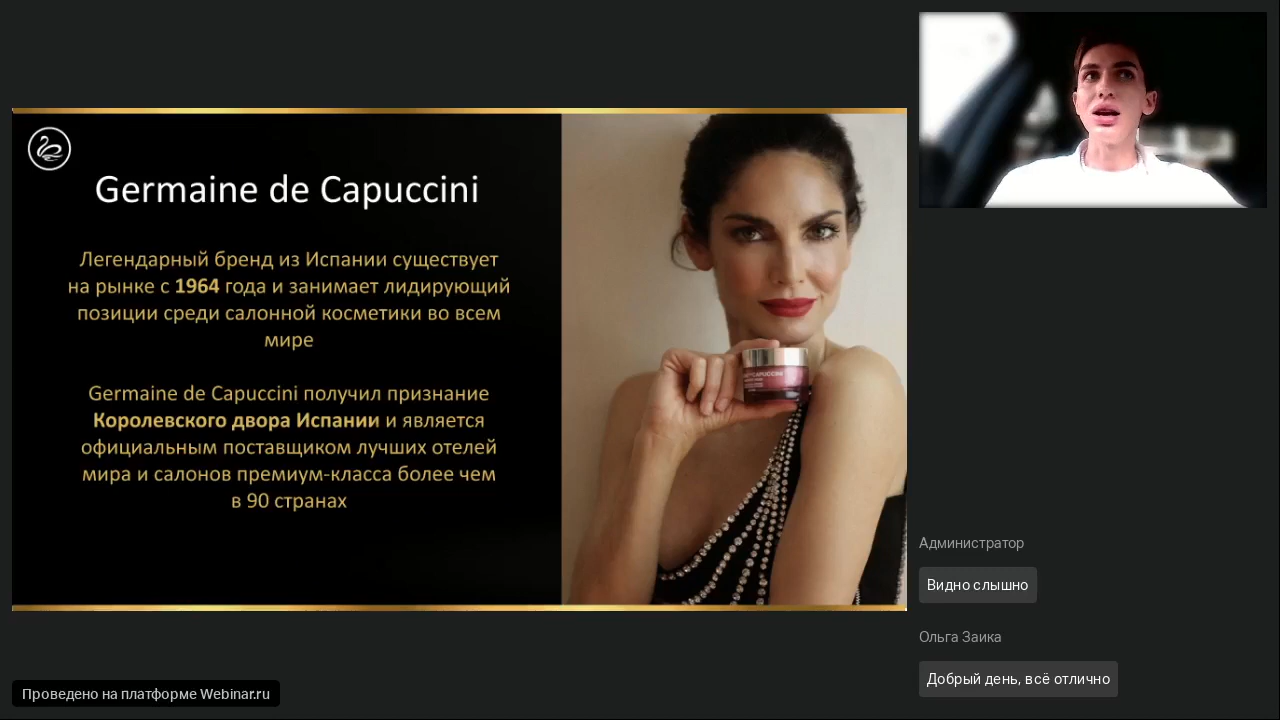 Germaine de Capuccini
Легендарный бренд из Испании существует
на рынке с 1964 года и занимает лидирующий
позиции среди салонной косметики во всем
мире
Germaine de Capuccini получил признание
Королевского двора Испании и является
официальным поставщиком лучших отелей
мира и салонов премиум-класса более чем
в 90 странах
Администратор
Видно слышно
Ольга Заика
Добрый день, всё отлично
Проведено на платформе Webinar.ru